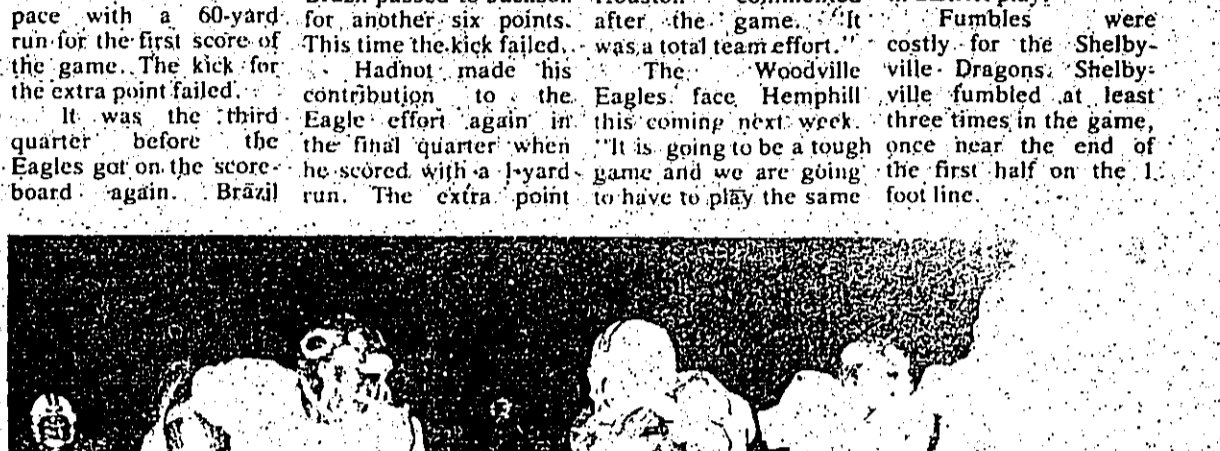 pace with a 60-yard
run for the first score of
the game. The kick for
the extra point failed.
It was the third
quarter before the
Eagles got on the score-
board again. Brazil
for another six points.
This time the kick failed.
Hadnot made his
contribution to the
Eagle effort again in
the final quarter when
he scored with a 1-yard
run. The extra point
after the game. "It
was a total team effort."
The Woodville
Eagles face Hemphill
this coming next week.
"It is going to be a tough
game and we are going
to have to play the same
Fumbles were
costly for the Shelby-
ville Dragons. Shelby-
ville fumbled at least
three times in the game,
once near the end of
the first half on the 1
foot line.